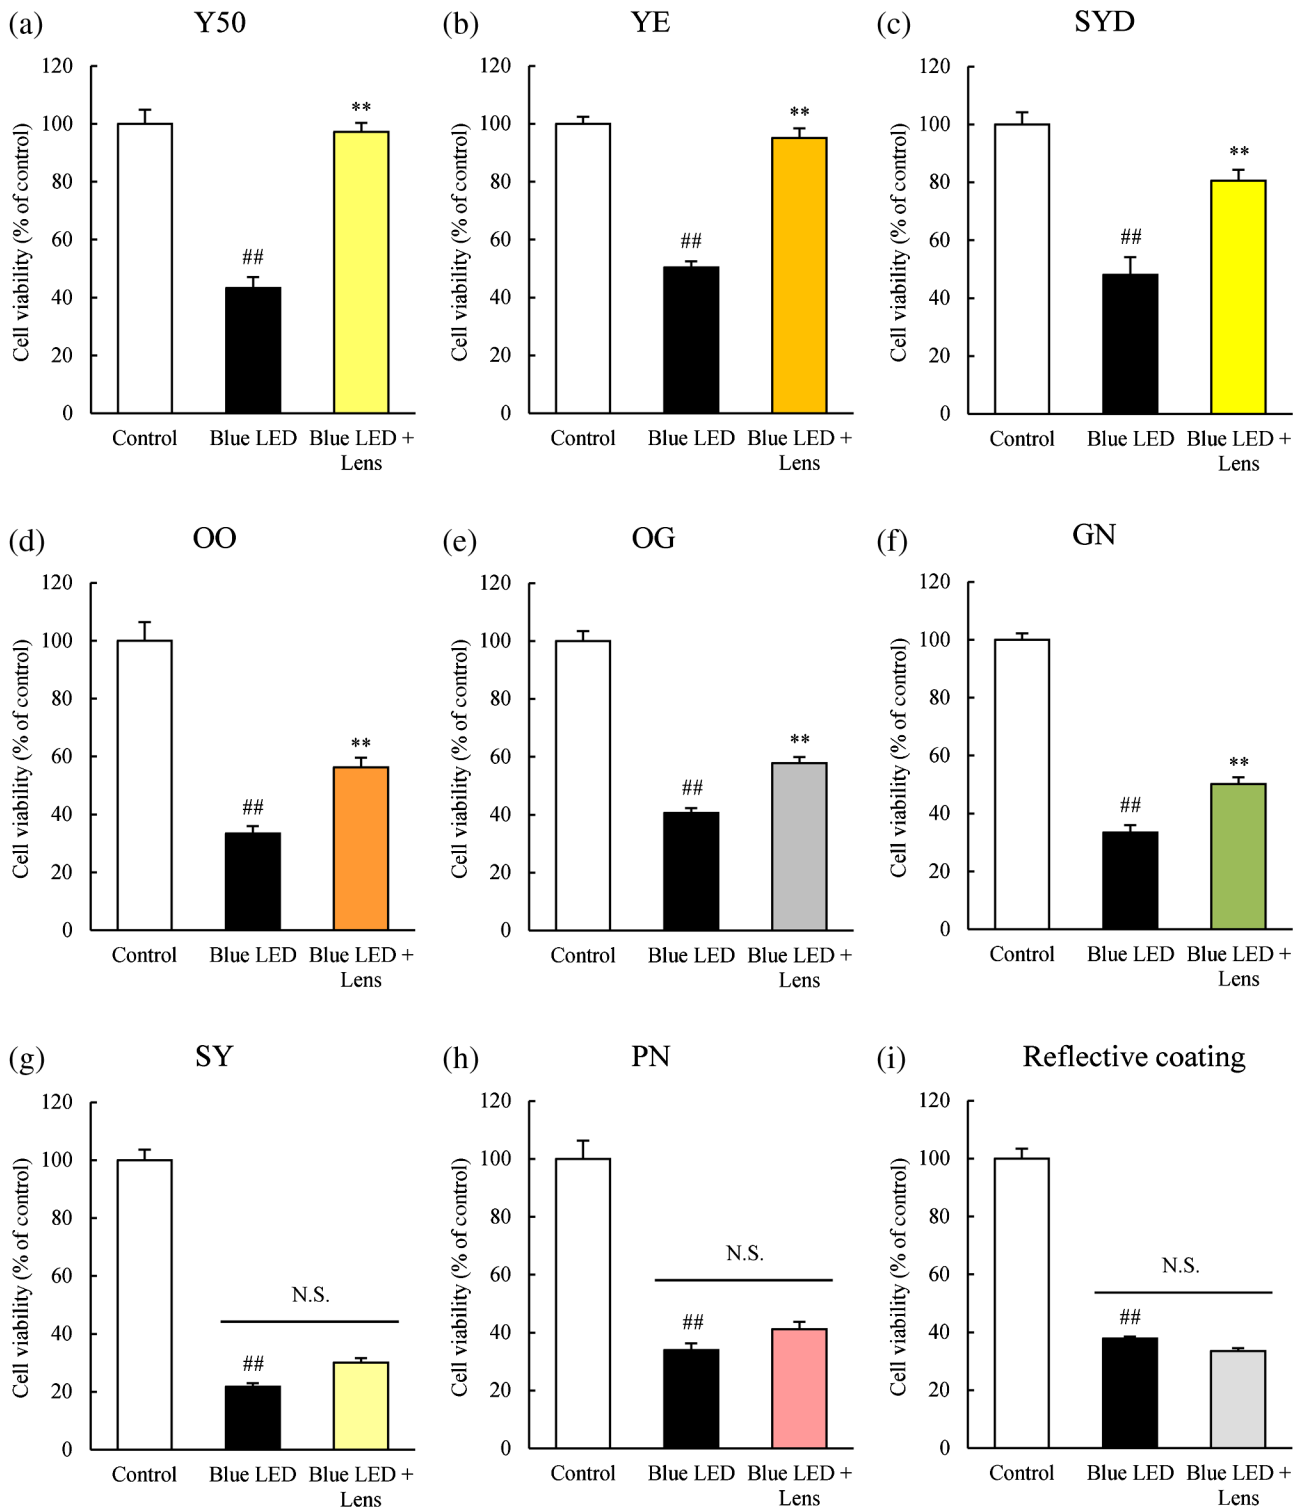 (a) Y50
Cell viability (% of control)
120
100
80
60
40
20
0
##
**
Control Blue LED Blue LED +
Lens
(b) YE
Cell viability (% of control)
120
100
80
60
40
20
0
##
**
Control Blue LED Blue LED +
Lens
(c) SYD
Cell viability (% of control)
120
100
80
60
40
20
0
##
**
Control Blue LED Blue LED +
Lens
(d) OO
Cell viability (% of control)
120
100
80
60
40
20
0
##
**
Control Blue LED Blue LED +
Lens
(e) OG
Cell viability (% of control)
120
100
80
60
40
20
0
##
**
Control Blue LED Blue LED +
Lens
(f) GN
Cell viability (% of control)
120
100
80
60
40
20
0
##
**
Control Blue LED Blue LED +
Lens
(g) SY
Cell viability (% of control)
120
100
80
60
40
20
0
N.S.
##
Control Blue LED Blue LED +
Lens
(h) PN
Cell viability (% of control)
120
100
80
60
40
20
0
N.S.
##
Control Blue LED Blue LED +
Lens
(i) Reflective coating
Cell viability (% of control)
120
100
80
60
40
20
0
N.S.
##
Control Blue LED Blue LED +
Lens